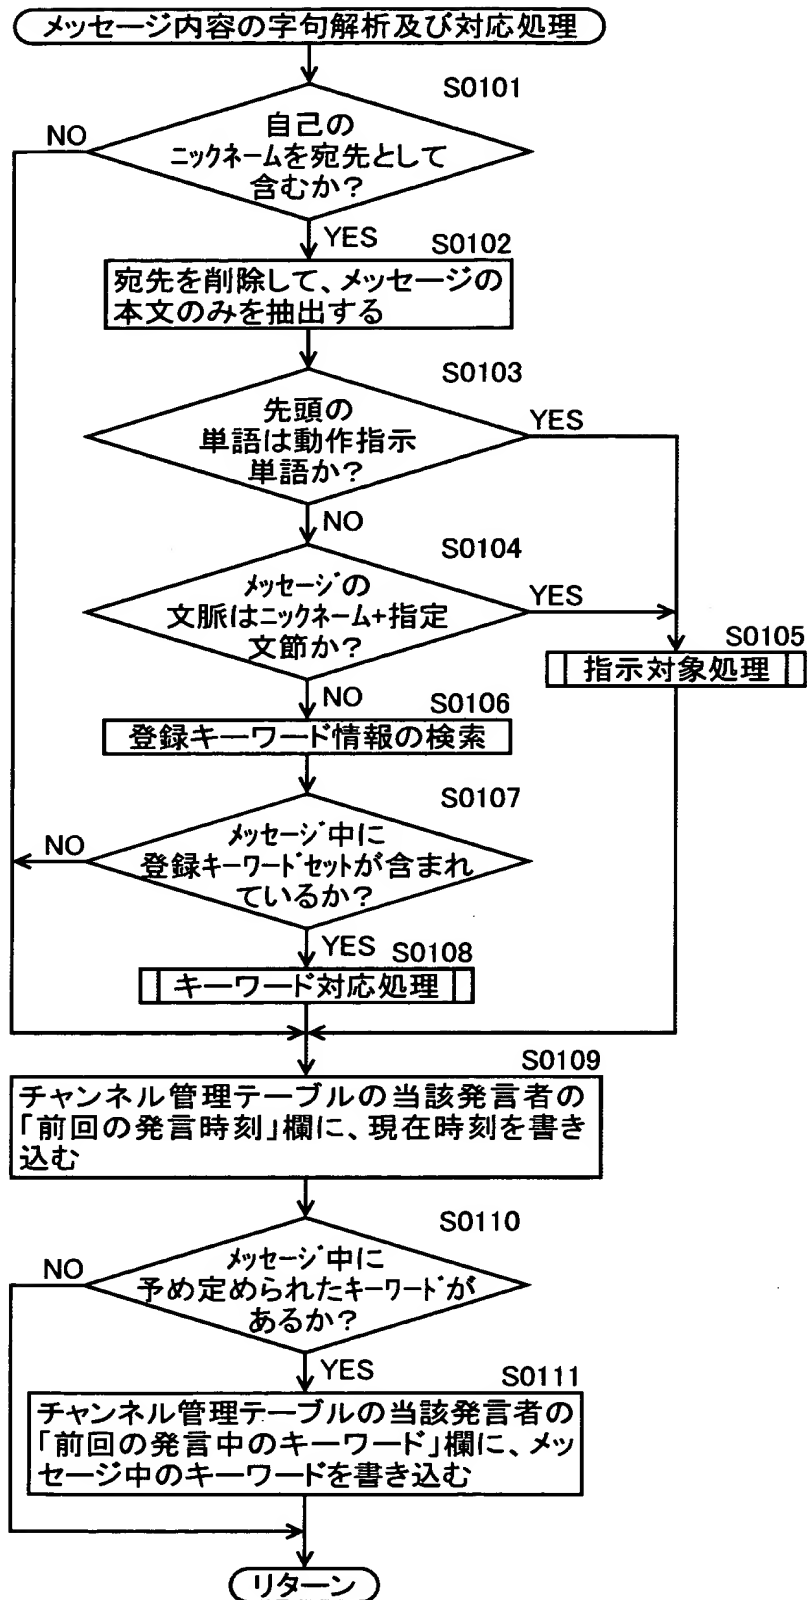 メッセージ内容の字句解析及び対応処理
S0101
自己の
ニックネームを宛先として
含むか?
NO
YES
S0102
宛先を削除して、メッセージの
本文のみを抽出する
S0103
先頭の
単語は動作指示
単語か?
YES
NO
S0104
メッセージの
文脈はニックネーム+指定
文節か?
YES
S0105
指示対象処理
NO
S0106
登録キーワード情報の検索
S0107
メッセージ中に
登録キーワードセットが含まれ
ているか?
NO
YES
S0108
キーワード対応処理
S0109
チャンネル管理テーブルの当該発言者の
「前回の発言時刻」欄に、現在時刻を書き
込む
S0110
メッセージ中に
予め定められたキーワードが
あるか?
NO
YES
S0111
チャンネル管理テーブルの当該発言者の
「前回の発言中のキーワード」欄に、メッ
セージ中のキーワードを書き込む
リターン